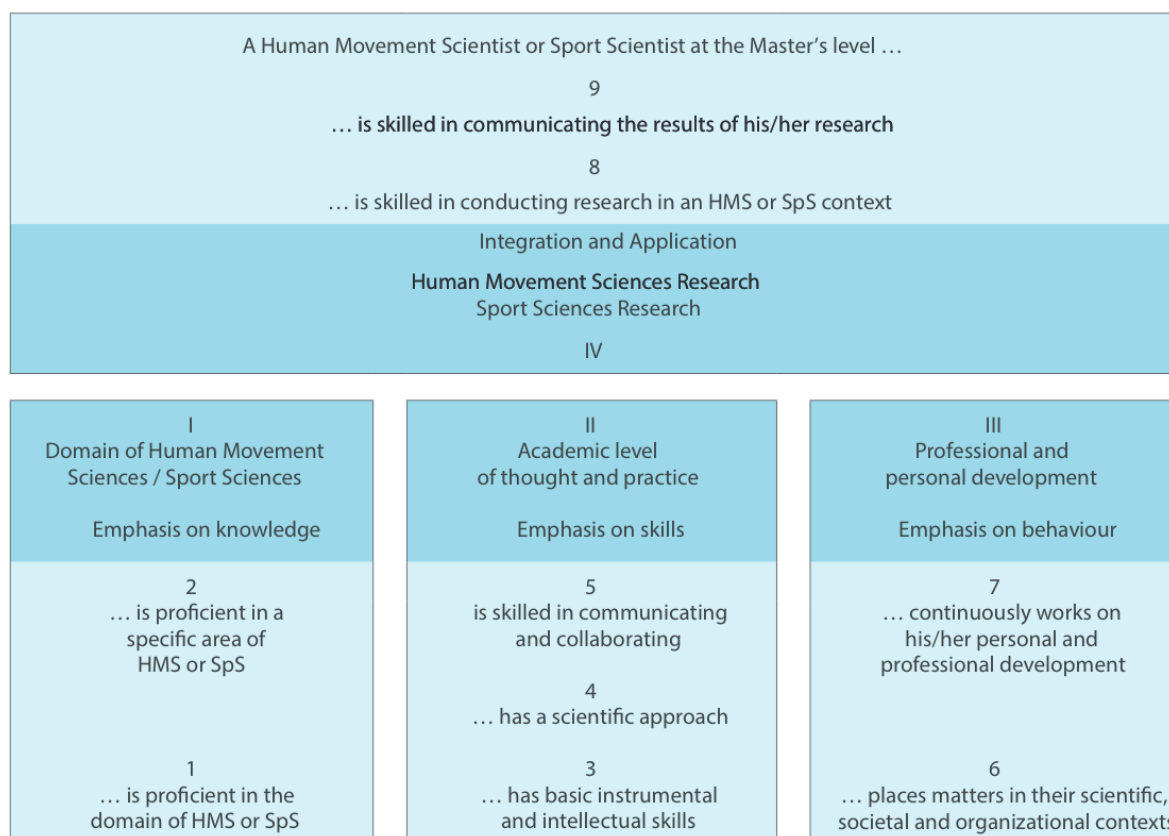 A Human Movement Scientist or Sport Scientist at the Master’s level …
9
… is skilled in communicating the results of his/her research
8
… is skilled in conducting research in an HMS or SpS context
Integration and Application
Human Movement Sciences Research
Sport Sciences Research
IV
I
Domain of Human Movement
Sciences / Sport Sciences
Emphasis on knowledge
2
… is proficient in a
specific area of
HMS or SpS
1
… is proficient in the
domain of HMS or SpS
II
Academic level
of thought and practice
Emphasis on skills
5
is skilled in communicating
and collaborating
4
… has a scientific approach
3
… has basic instrumental
and intellectual skills
III
Professional and
personal development
Emphasis on behaviour
7
… continuously works on
his/her personal and
professional development
6
… places matters in their scientific,
societal and organizational contexts